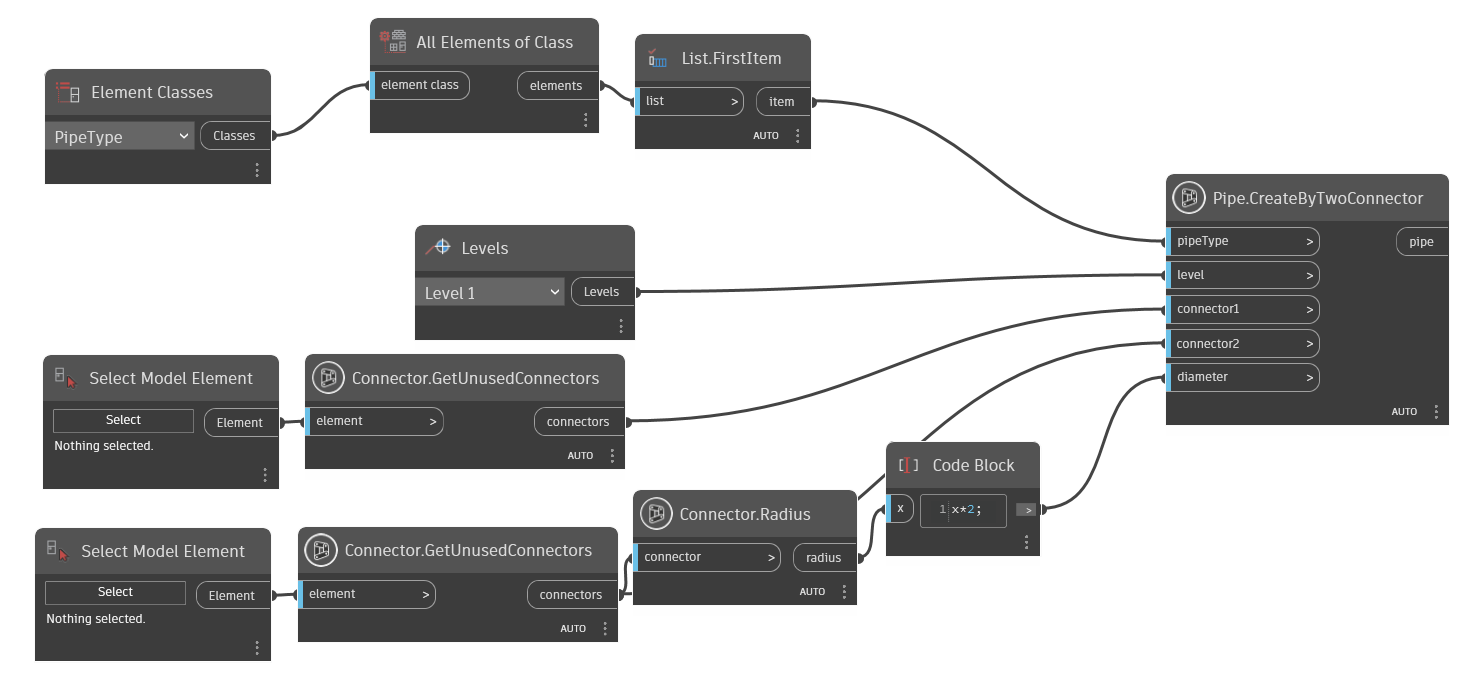 Element Classes
PipeType
Classes
All Elements of Class
element class
elements
List.FirstItem
list >
item
AUTO
Levels
Level 1
Levels
Select Model Element
Select
Element
Nothing selected.
Connector.GetUnusedConnectors
element >
connectors
AUTO
Select Model Element
Select
Element
Nothing selected.
Connector.GetUnusedConnectors
element >
connectors
AUTO
Connector.Radius
connector >
radius
AUTO
Code Block
x
1 x*2;
>
Pipe.CreateByTwoConnector
pipeType >
pipe
level >
connector1 >
connector2 >
diameter >
AUTO